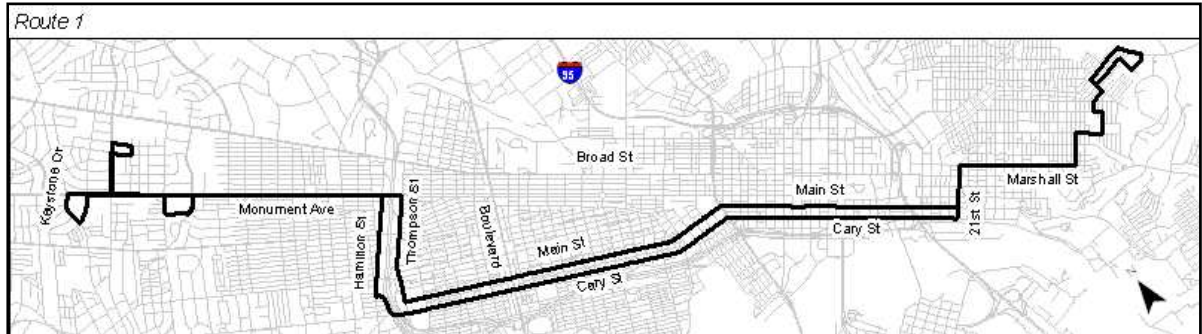 Route 1
95
Broad St
Keystone Dr
Main St
Marshall St
Monument Ave
Thompson St
Hamilton St
Boulevard
Main St
Cary St
Cary St
21st St